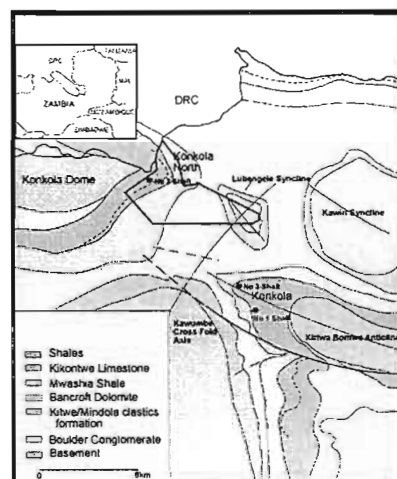 TANZANIA
DRC
ZAMBIA
MOZAMBIQUE
ZIMBABWE
DRC
Konkola
North
Konkola Dome
Lubengele Syncline
Kawiri Syncline
No 3 Shaft
Konkola
No 1 Shaft
Kawumbe
Cross Fold
Axis
Kirilabombwe Anticline
Shales
Kikontwe Limestone
Mwashia Shale
Bancroft Dolomite
Kitwe/Mindola clastics
formation
Boulder Conglomerate
Basement
0
6km